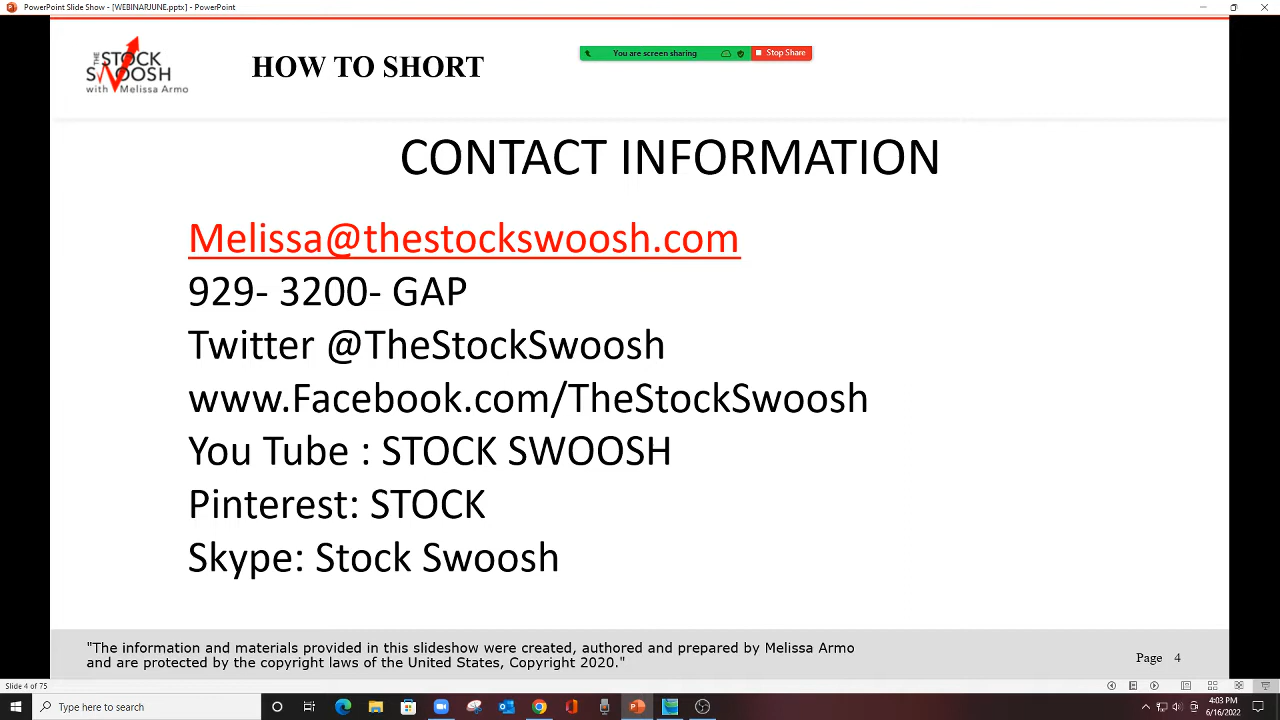 PowerPoint Slide Show - [WEBINARJUNE.pptx] - PowerPoint
THE
STOCK
SWOOSH
with Melissa Armo
HOW TO SHORT
You are screen sharing
Stop Share
CONTACT INFORMATION
Melissa@thestockswoosh.com
929- 3200- GAP
Twitter @TheStockSwoosh
www.Facebook.com/TheStockSwoosh
You Tube : STOCK SWOOSH
Pinterest: STOCK
Skype: Stock Swoosh
"The information and materials provided in this slideshow were created, authored and prepared by Melissa Armo
and are protected by the copyright laws of the United States, Copyright 2020."
Page 4
Slide 4 of 75
Type here to search
4:03 PM
6/16/2022